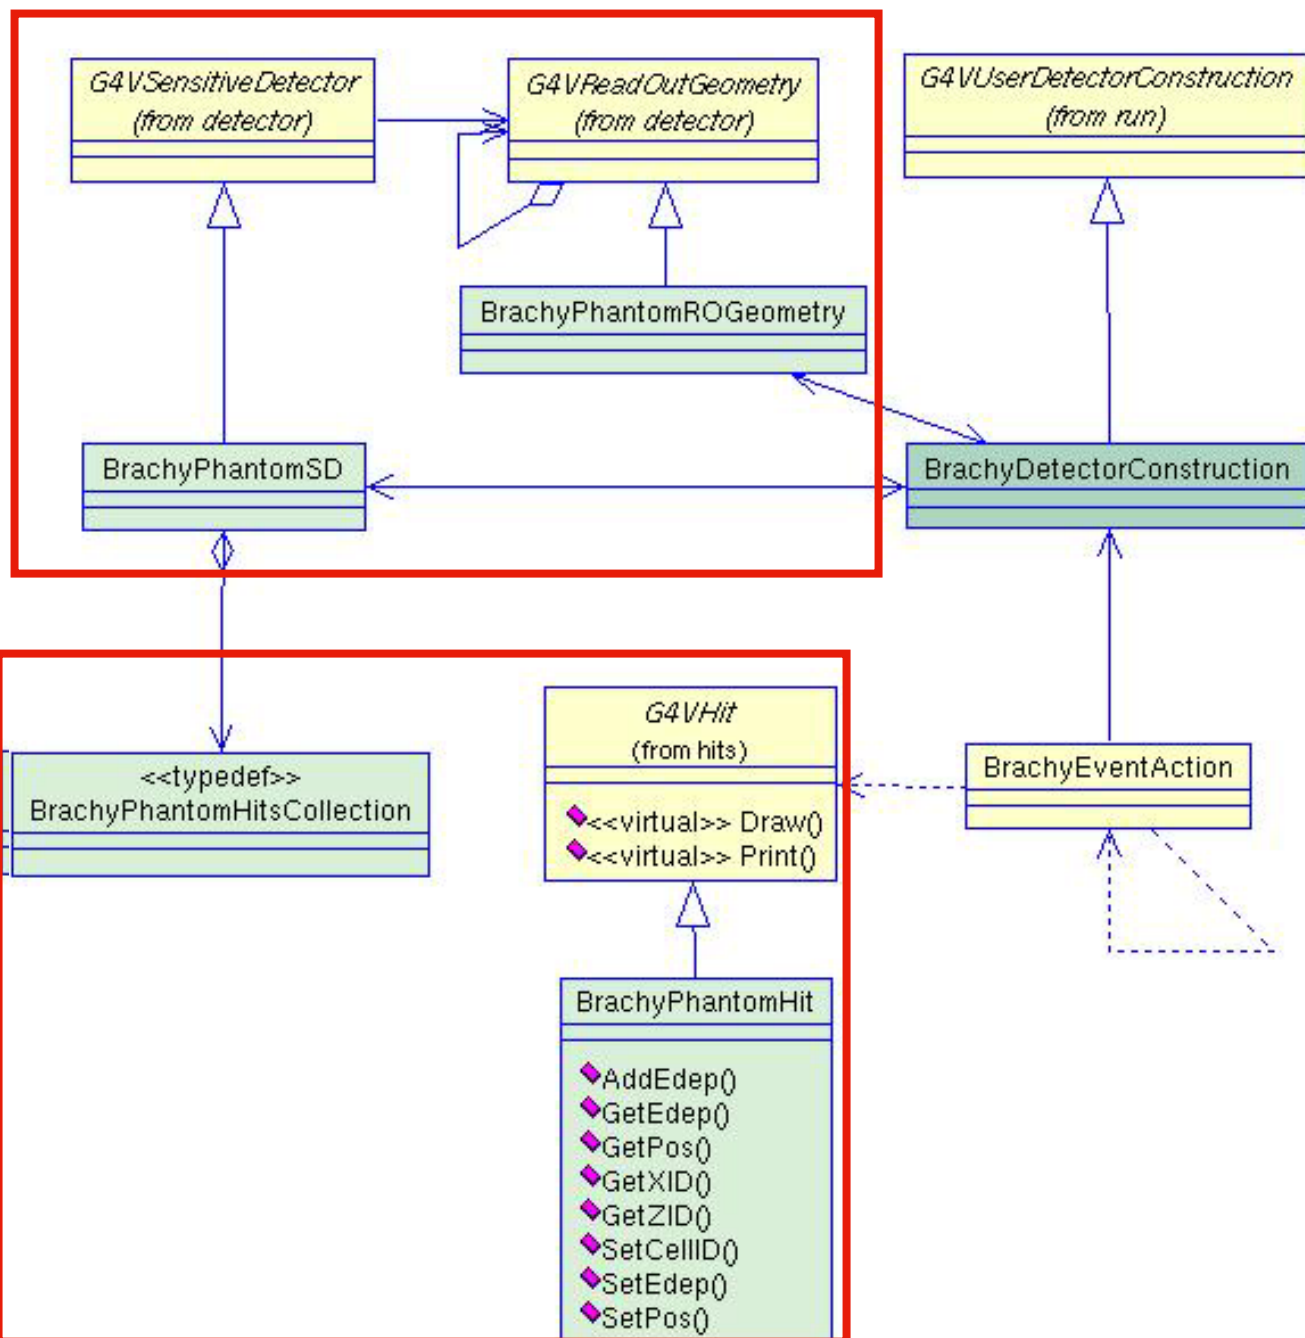 G4VSensitiveDetector
(from detector)
G4VReadOutGeometry
(from detector)
G4VUserDetectorConstruction
(from run)
BrachyPhantomROGeometry
BrachyPhantomSD
BrachyDetectorConstruction
<<typedef>>
BrachyPhantomHitsCollection
G4VHit
(from hits)
<<virtual>> Draw()
<<virtual>> Print()
BrachyEventAction
BrachyPhantomHit
AddEdep()
GetEdep()
GetPos()
GetXID()
GetZID()
SetCellID()
SetEdep()
SetPos()